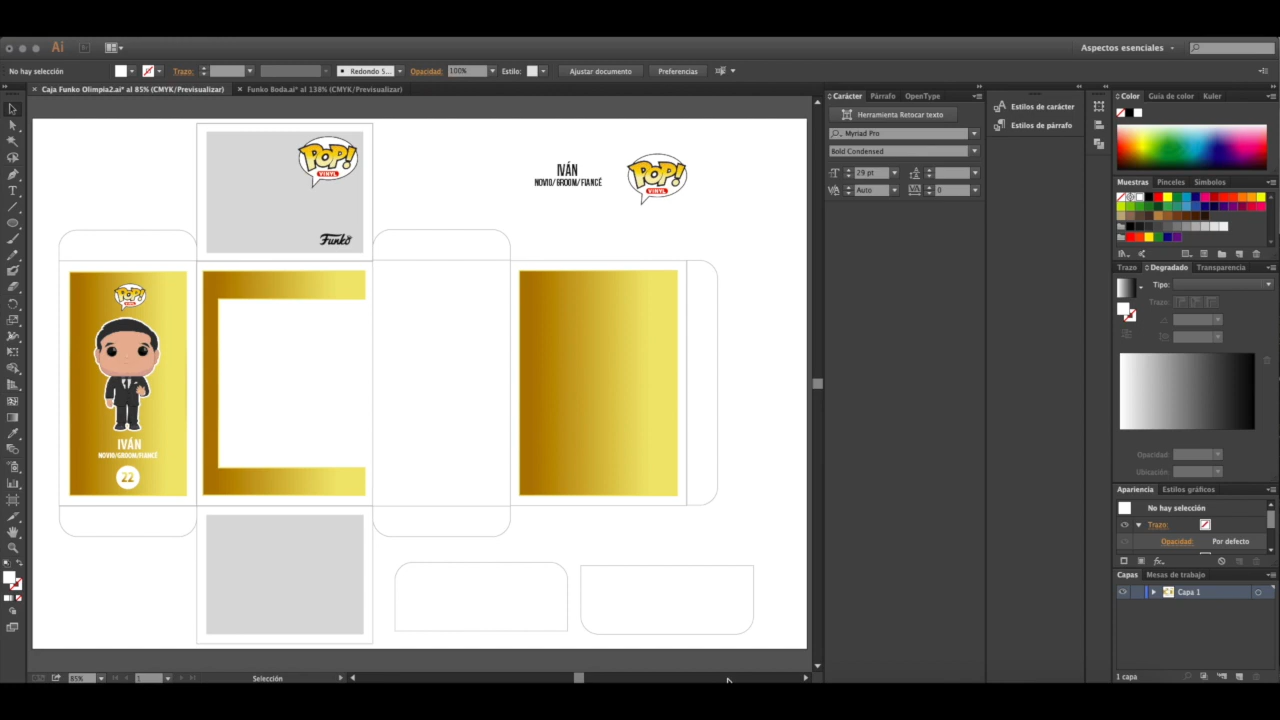 Ai
Br
Aspectos esenciales
No hay selección
Trazo:
Redondo S...
Opacidad:
100%
Estilo:
Ajustar documento
Preferencias
Caja Funko Olimpia2.ai* al 85% (CMYK/Previsualizar)
Funko Boda.ai* al 138% (CMYK/Previsualizar)
POP!
VINYL
Funko
IVÁN
NOVIO/GROOM/FIANCÉ
POP!
VINYL
POP!
VINYL
IVÁN
NOVIO/GROOM/FIANCÉ
22
85%
1
Selección
Carácter
Párrafo
OpenType
Herramienta Retocar texto
Myriad Pro
Bold Condensed
29 pt
Auto
0
Estilos de carácter
Estilos de párrafo
Color
Guía de color
Kuler
Muestras
Pinceles
Símbolos
Trazo
Degradado
Transparencia
Tipo:
Trazo:
Opacidad:
Ubicación:
Apariencia
Estilos gráficos
No hay selección
Trazo:
Opacidad:
Por defecto
Capas
Mesas de trabajo
Capa 1
1 capa